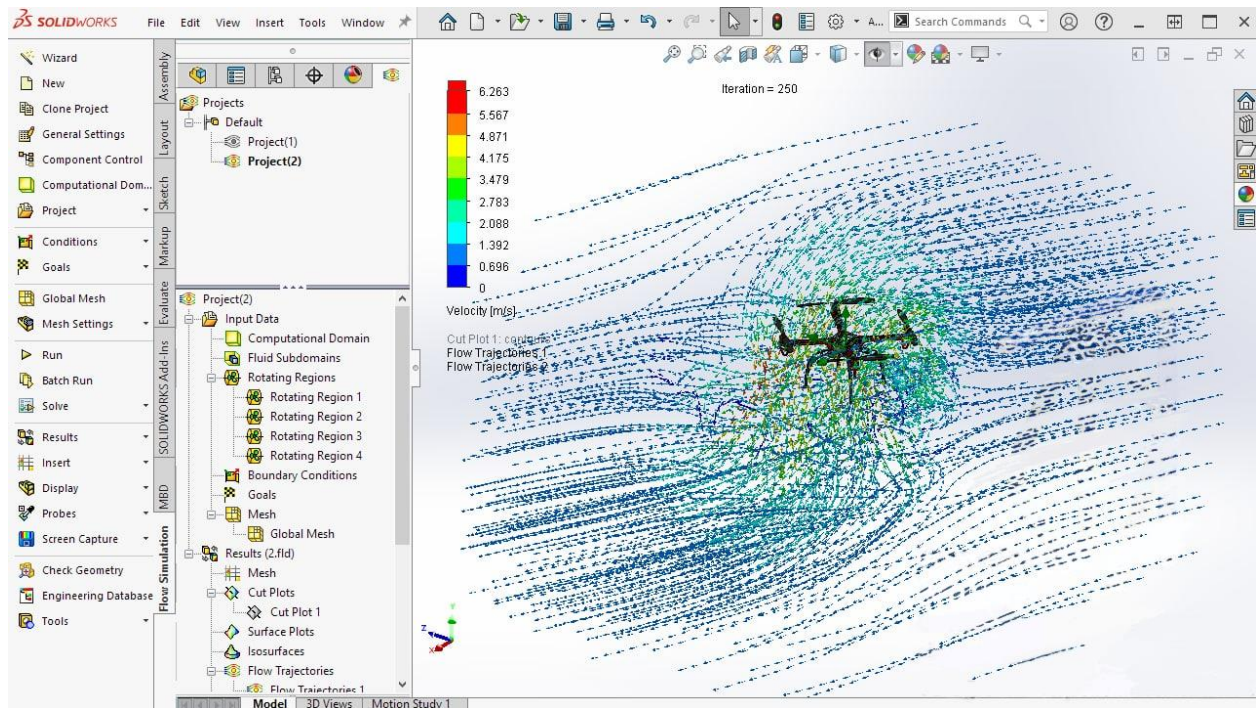 SOLIDWORKS File Edit View Insert Tools Window A... Search Commands
Wizard
New
Clone Project
General Settings
Component Control
Computational Dom...
Project
Conditions
Goals
Global Mesh
Mesh Settings
Run
Batch Run
Solve
Results
Insert
Display
Probes
Screen Capture
Check Geometry
Engineering Database
Tools
Assembly
Layout
Sketch
Markup
Evaluate
SOLIDWORKS Add-Ins
MBD
Flow Simulation
Projects
Default
Project(1)
Project(2)
Project(2)
Input Data
Computational Domain
Fluid Subdomains
Rotating Regions
Rotating Region 1
Rotating Region 2
Rotating Region 3
Rotating Region 4
Boundary Conditions
Goals
Mesh
Global Mesh
Results (2.fld)
Mesh
Cut Plots
Cut Plot 1
Surface Plots
Isosurfaces
Flow Trajectories
Flow Trajectories 1
Iteration = 250
6.263
5.567
4.871
4.175
3.479
2.783
2.088
1.392
0.696
0
Velocity [m/s]
Cut Plot 1: contours
Flow Trajectories 1
Flow Trajectories 2
Y
Z
X
Model 3D Views Motion Study 1